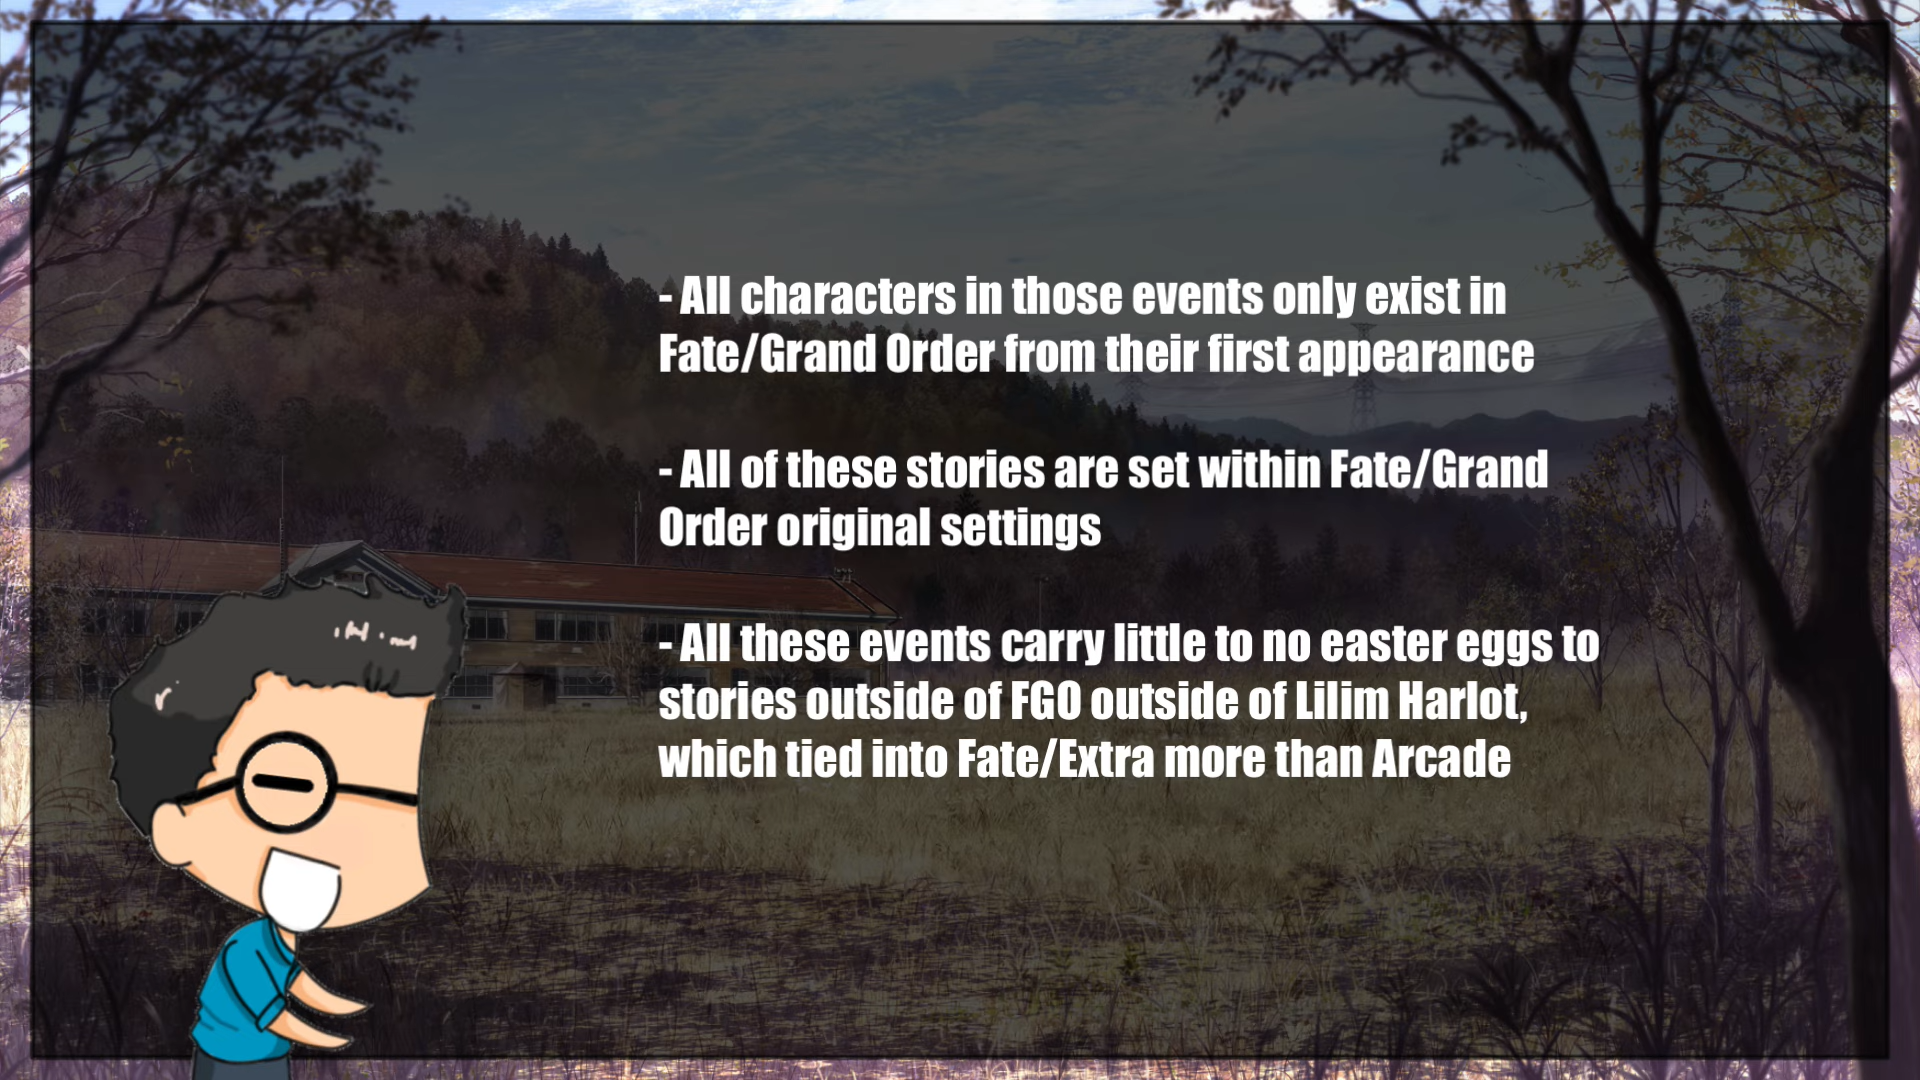 - All characters in those events only exist in
Fate/Grand Order from their first appearance
- All of these stories are set within Fate/Grand
Order original settings
- All these events carry little to no easter eggs to
stories outside of FGO outside of Lilim Harlot,
which tied into Fate/Extra more than Arcade